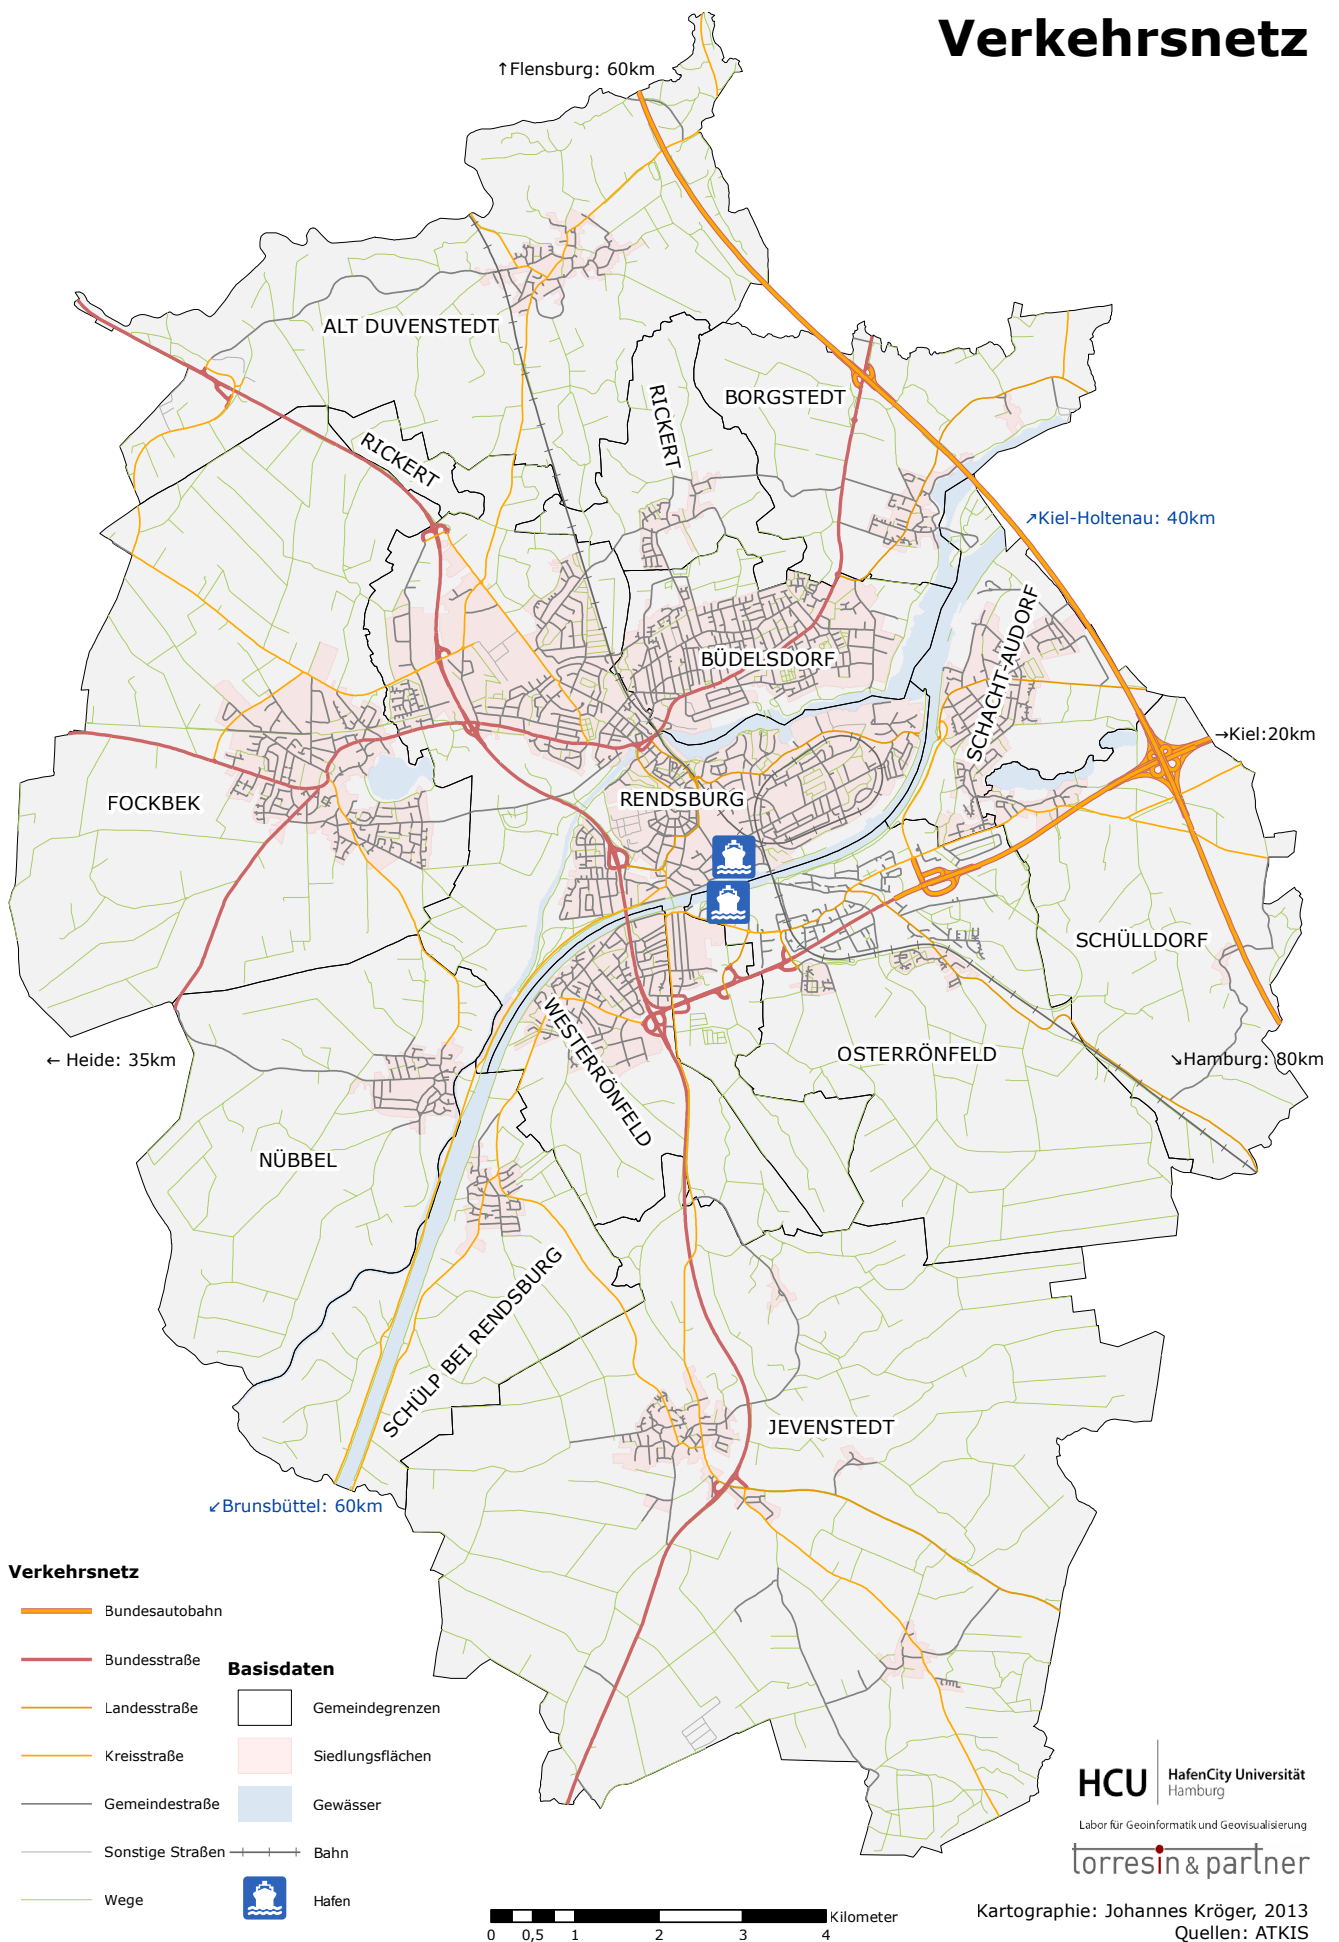 Verkehrsnetz
↑Flensburg: 60km
ALT DUVENSTEDT
RICKERT
BORGSTEDT
RICKERT
↗Kiel-Holtenau: 40km
SCHACHT-AUDORF
BÜDELSDORF
→Kiel:20km
FOCKBEK
RENDSBURG
SCHÜLLDORF
WESTERRÖNFELD
OSTERRÖNFELD
← Heide: 35km
↘Hamburg: 80km
NÜBBEL
SCHÜLP BEI RENDSBURG
JEVENSTEDT
↙Brunsbüttel: 60km
Verkehrsnetz
Bundesautobahn
Bundesstraße
Landesstraße
Kreisstraße
Gemeindestraße
Sonstige Straßen
Wege
Basisdaten
Gemeindegrenzen
Siedlungsflächen
Gewässer
Bahn
Hafen
0 0,5 1 2 3 4 Kilometer
HCU HafenCity Universität
Hamburg
Labor für Geoinformatik und Geovisualisierung
torresin & partner
Kartographie: Johannes Kröger, 2013
Quellen: ATKIS